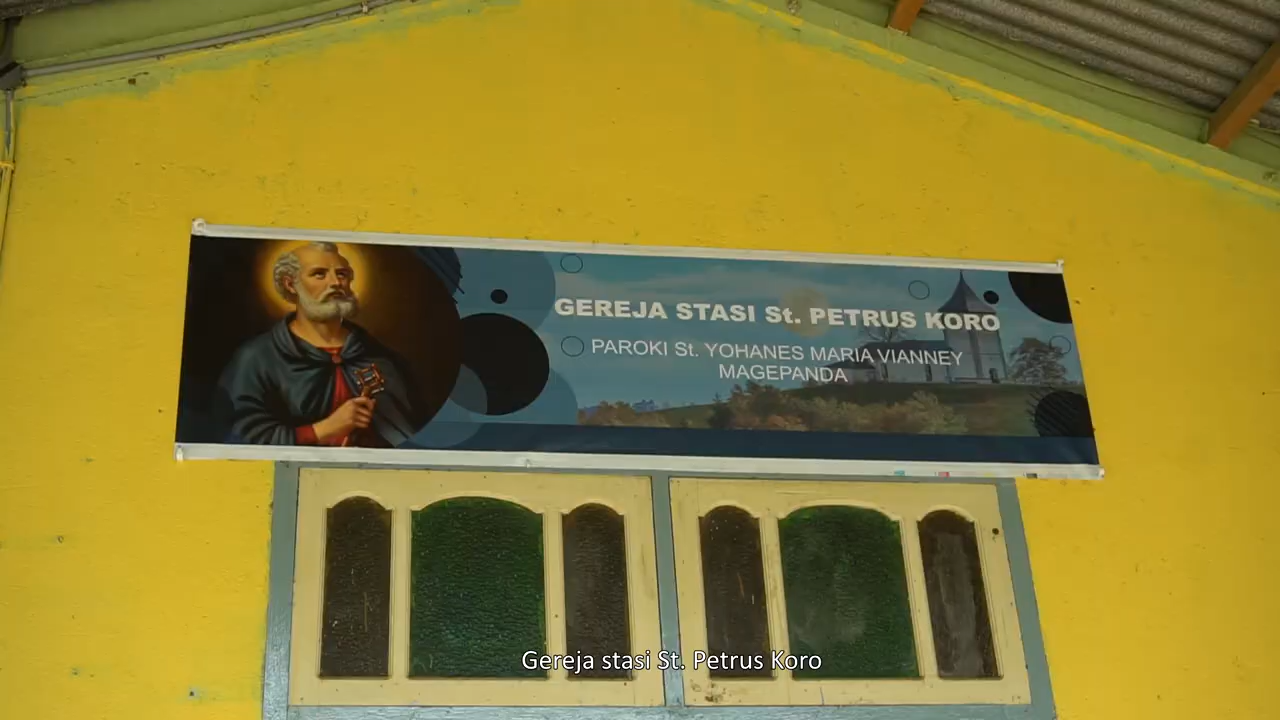 GEREJA STASI St. PETRUS KORO
PAROKI St. YOHANES MARIA VIANNEY
MAGEPANDA
Gereja stasi St. Petrus Koro